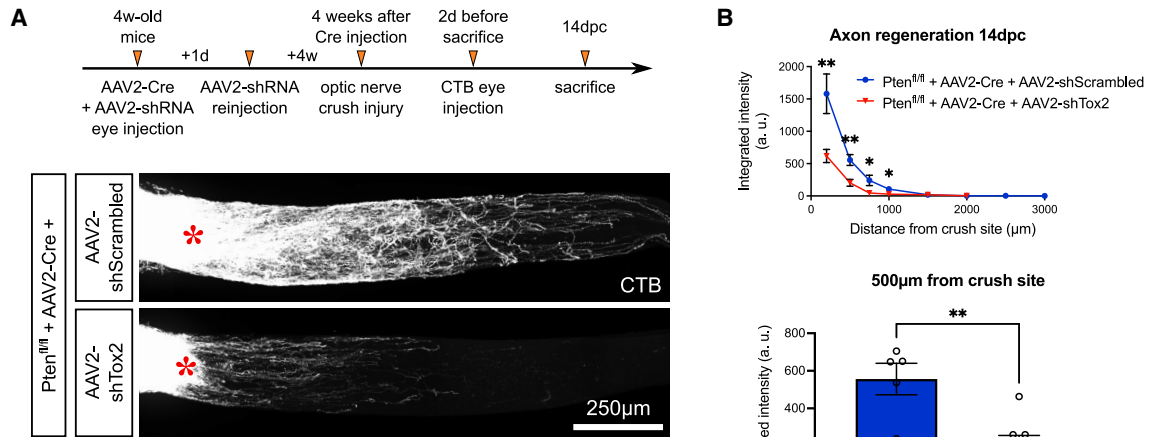 A
4w-old
mice
+1d
+4w
4 weeks after
Cre injection
2d before
sacrifice
14dpc
AAV2-Cre
+ AAV2-shRNA
eye injection
AAV2-shRNA
reinjection
optic nerve
crush injury
CTB eye
injection
sacrifice
Pten^fl/fl + AAV2-Cre +
AAV2-
shScrambled
*
CTB
AAV2-
shTox2
*
250µm
B
Axon regeneration 14dpc
Integrated intensity
(a. u.)
2000
1500
1000
500
0
**
**
*
*
Pten^fl/fl + AAV2-Cre + AAV2-shScrambled
Pten^fl/fl + AAV2-Cre + AAV2-shTox2
0
1000
2000
3000
Distance from crush site (µm)
500µm from crush site
**
800
600
400
ed intensity (a. u.)